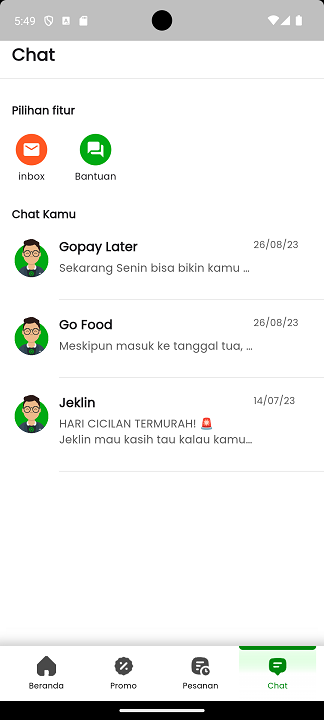 5:49
Chat
Pilihan fitur
inbox
Bantuan
Chat Kamu
Gopay Later
26/08/23
Sekarang Senin bisa bikin kamu ...
Go Food
26/08/23
Meskipun masuk ke tanggal tua, ...
Jeklin
14/07/23
HARI CICILAN TERMURAH! 🚨
Jeklin mau kasih tau kalau kamu...
Beranda
Promo
Pesanan
Chat